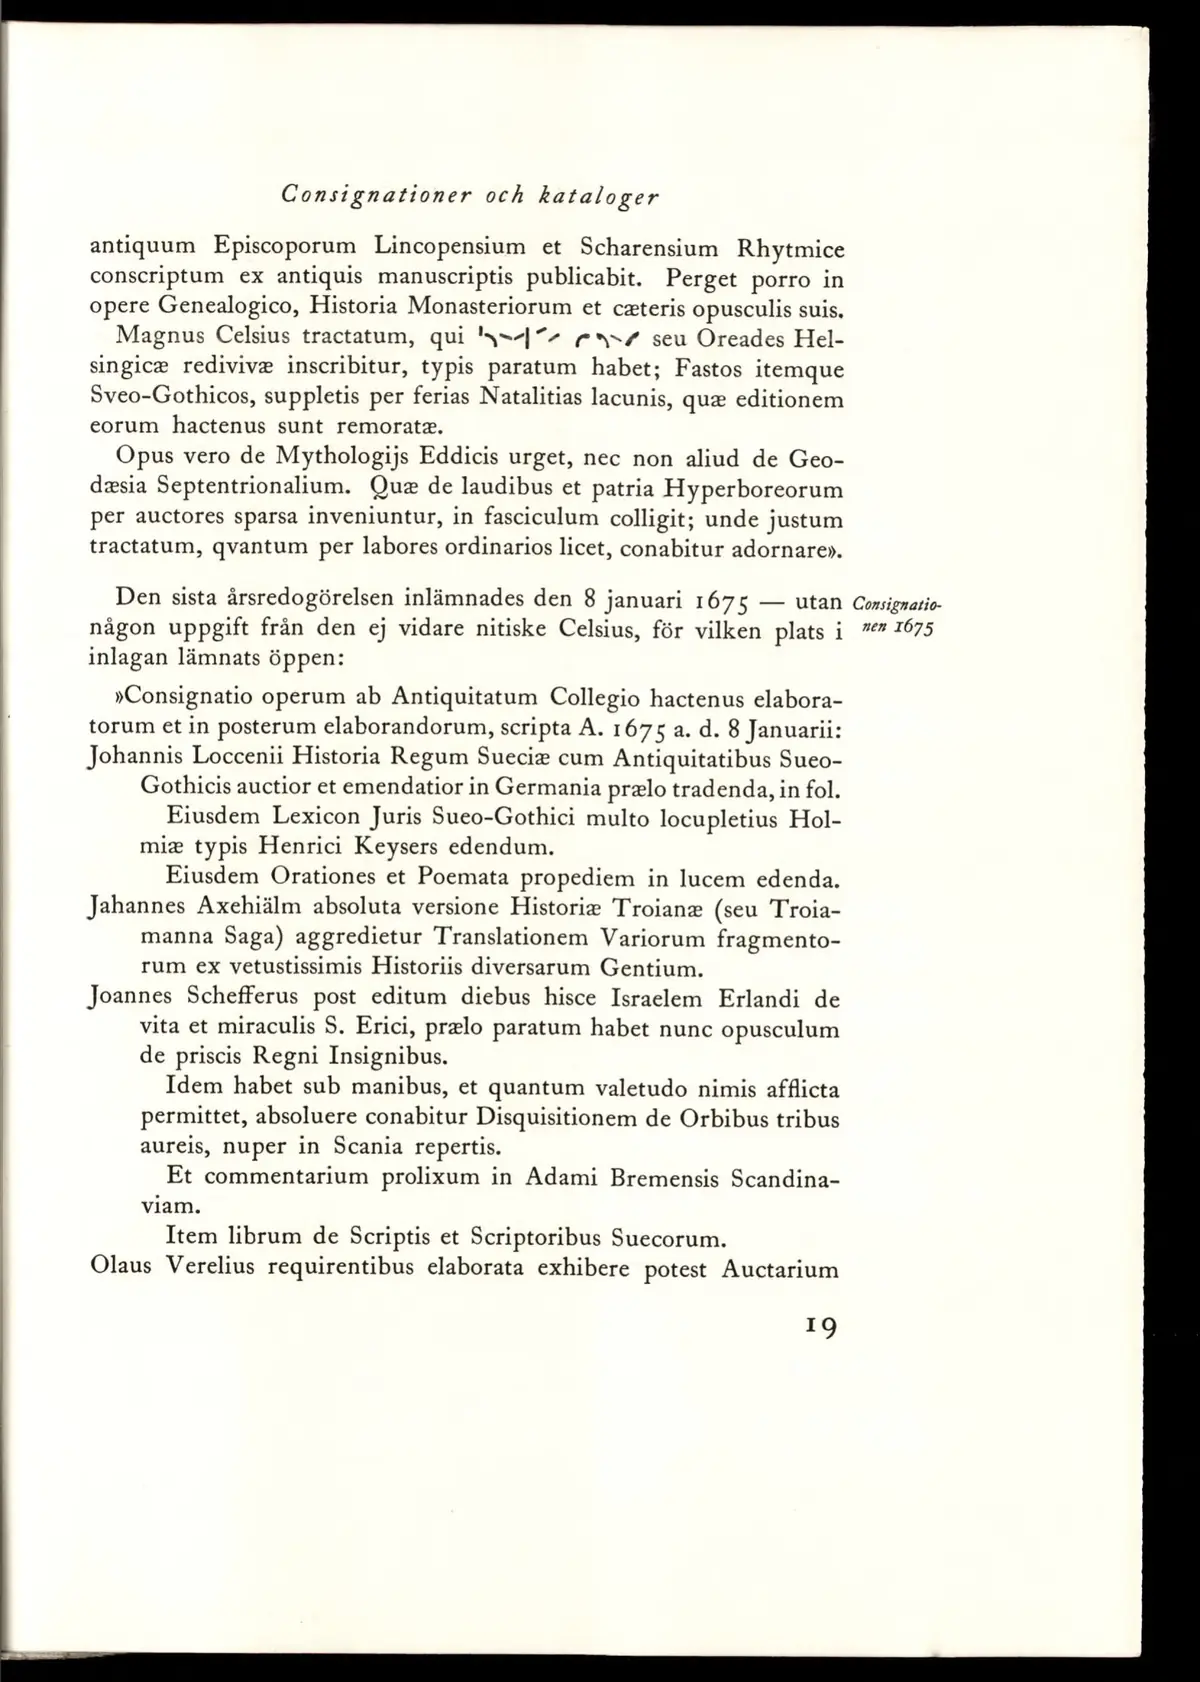 Consignationer och kataloger
antiquum Episcoporum Lincopensium et Scharensium Rhytmice
conscriptum ex antiquis manuscriptis publicabit. Perget porro in
opere Genealogico, Historia Monasteriorum et cæteris opusculis suis.
Magnus Celsius tractatum, qui seu Oreades Hel-
singicæ redivivæ inscribitur, typis paratum habet; Fastos itemque
Sveo-Gothicos, suppletis per ferias Natalitias lacunis, quæ editionem
eorum hactenus sunt remoratæ.
Opus vero de Mythologijs Eddicis urget, nec non aliud de Geo-
dæsia Septentrionalium. Quæ de laudibus et patria Hyperboreorum
per auctores sparsa inveniuntur, in fasciculum colligit; unde justum
tractatum, qvantum per labores ordinarios licet, conabitur adornare».
Den sista årsredogörelsen inlämnades den 8 januari 1675 — utan
någon uppgift från den ej vidare nitiske Celsius, för vilken plats i
inlagan lämnats öppen:
Consignatio-
nen 1675
»Consignatio operum ab Antiquitatum Collegio hactenus elabora-
torum et in posterum elaborandorum, scripta A. 1675 a. d. 8 Januarii:
Johannis Loccenii Historia Regum Sueciæ cum Antiquitatibus Sueo-
Gothicis auctior et emendatior in Germania prælo tradenda, in fol.
Eiusdem Lexicon Juris Sueo-Gothici multo locupletius Hol-
miæ typis Henrici Keysers edendum.
Eiusdem Orationes et Poemata propediem in lucem edenda.
Jahannes Axehiälm absoluta versione Historiæ Troianæ (seu Troia-
manna Saga) aggredietur Translationem Variorum fragmento-
rum ex vetustissimis Historiis diversarum Gentium.
Joannes Schefferus post editum diebus hisce Israelem Erlandi de
vita et miraculis S. Erici, prælo paratum habet nunc opusculum
de priscis Regni Insignibus.
Idem habet sub manibus, et quantum valetudo nimis afflicta
permittet, absoluere conabitur Disquisitionem de Orbibus tribus
aureis, nuper in Scania repertis.
Et commentarium prolixum in Adami Bremensis Scandina-
viam.
Item librum de Scriptis et Scriptoribus Suecorum.
Olaus Verelius requirentibus elaborata exhibere potest Auctarium
19